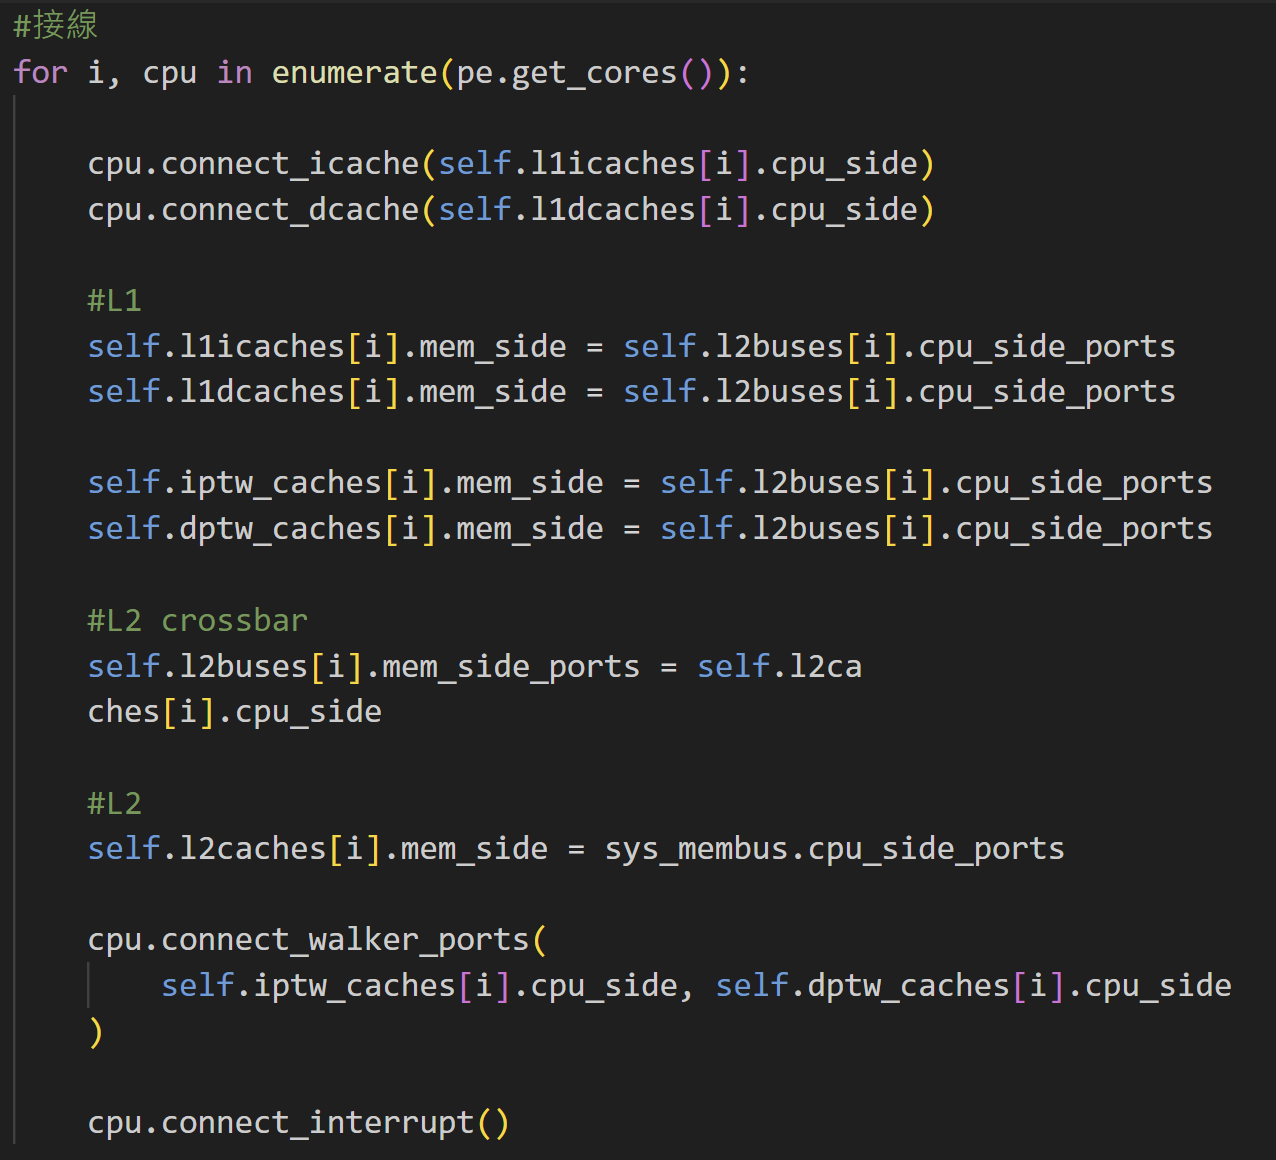 #接線
for i, cpu in enumerate(pe.get_cores()):
cpu.connect_icache(self.l1icaches[i].cpu_side)
cpu.connect_dcache(self.l1dcaches[i].cpu_side)
#L1
self.l1icaches[i].mem_side = self.l2buses[i].cpu_side_ports
self.l1dcaches[i].mem_side = self.l2buses[i].cpu_side_ports
self.iptw_caches[i].mem_side = self.l2buses[i].cpu_side_ports
self.dptw_caches[i].mem_side = self.l2buses[i].cpu_side_ports
#L2 crossbar
self.l2buses[i].mem_side_ports = self.l2ca
ches[i].cpu_side
#L2
self.l2caches[i].mem_side = sys_membus.cpu_side_ports
cpu.connect_walker_ports(
self.iptw_caches[i].cpu_side, self.dptw_caches[i].cpu_side
)
cpu.connect_interrupt()